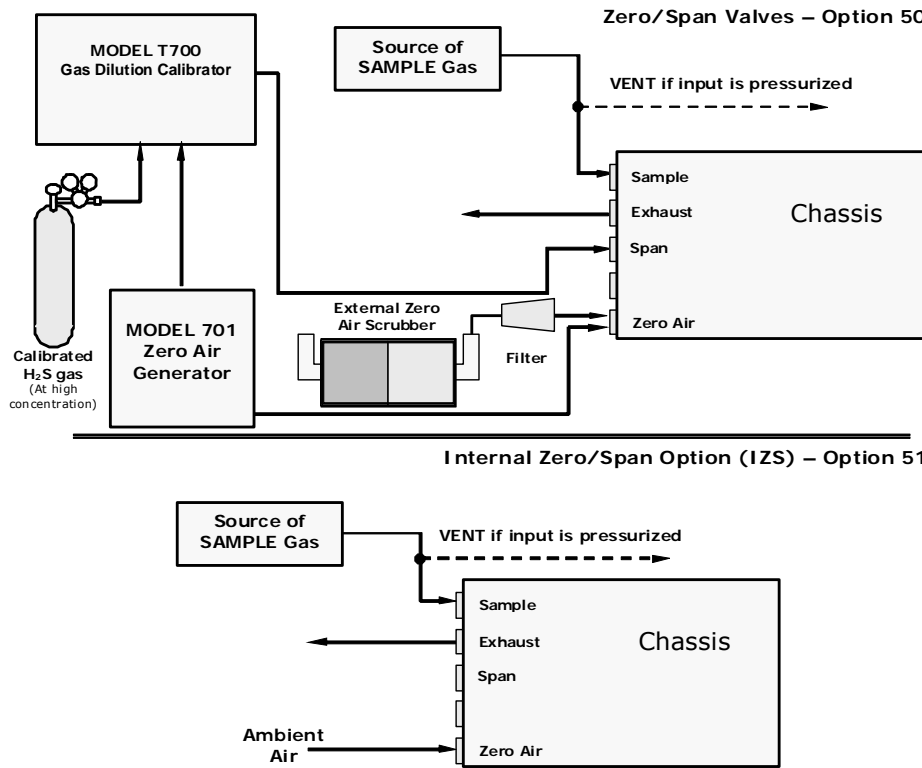 Zero/Span Valves – Option 50
MODEL T700
Gas Dilution Calibrator
Source of
SAMPLE Gas
VENT if input is pressurized
Sample
Exhaust
Chassis
Span
Zero Air
External Zero
Air Scrubber
Filter
MODEL 701
Zero Air
Generator
Calibrated
H₂S gas
(At high
concentration)
Internal Zero/Span Option (IZS) – Option 51
Source of
SAMPLE Gas
VENT if input is pressurized
Sample
Exhaust
Chassis
Span
Ambient
Air
Zero Air